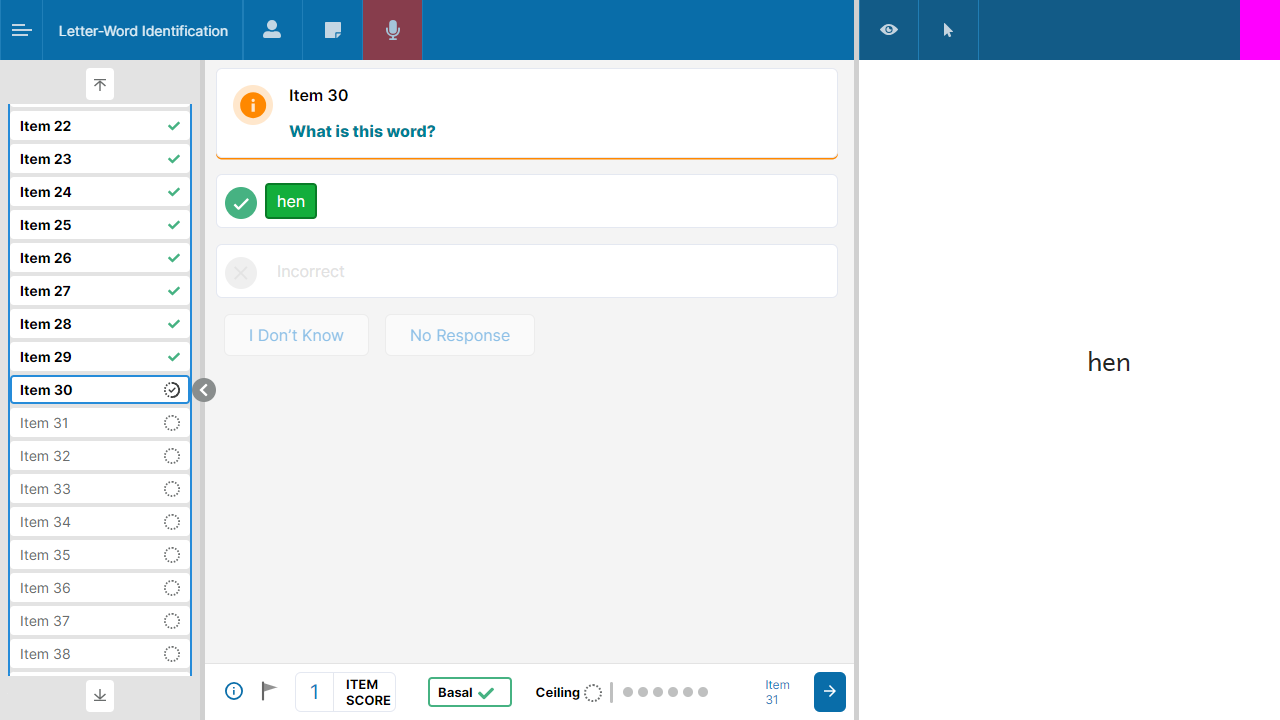 Letter-Word Identification
Item 22
Item 23
Item 24
Item 25
Item 26
Item 27
Item 28
Item 29
Item 30
Item 31
Item 32
Item 33
Item 34
Item 35
Item 36
Item 37
Item 38
Item 30
What is this word?
hen
Incorrect
I Don't Know
No Response
1
ITEM
SCORE
Basal
Ceiling
Item
31
hen